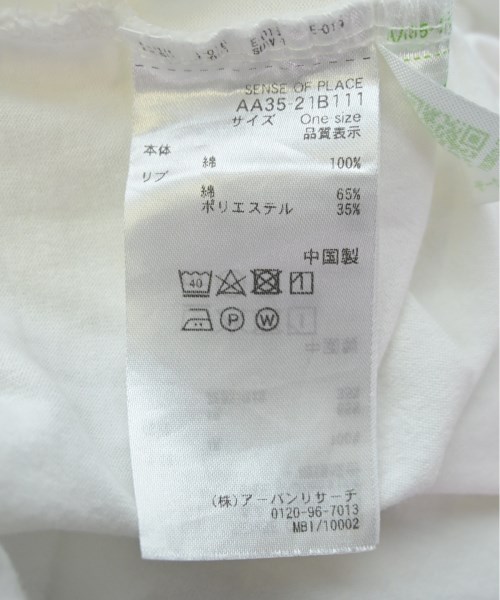 SENSE OF PLACE
AA35-21B111
サイズ One size
品質表示
本体
綿 100%
リブ
綿 65%
ポリエステル 35%
中国製
40
P W
(株)アーバンリサーチ
0120-96-7013
MB1/10002